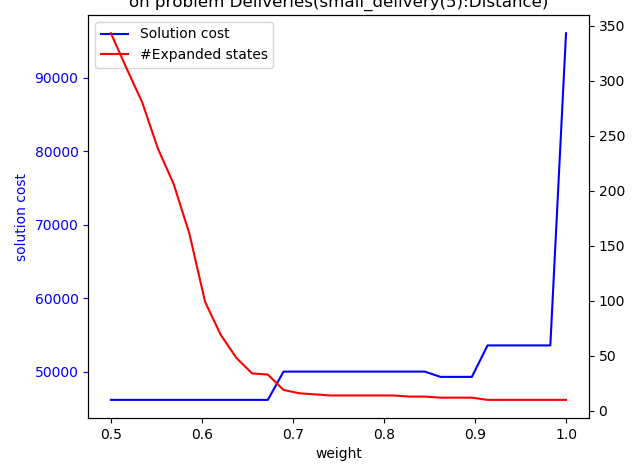 on problem Deliveries(small_delivery(5):Distance)
Solution cost
#Expanded states
90000
80000
70000
60000
50000
solution cost
350
300
250
200
150
100
50
0
0.5 0.6 0.7 0.8 0.9 1.0
weight